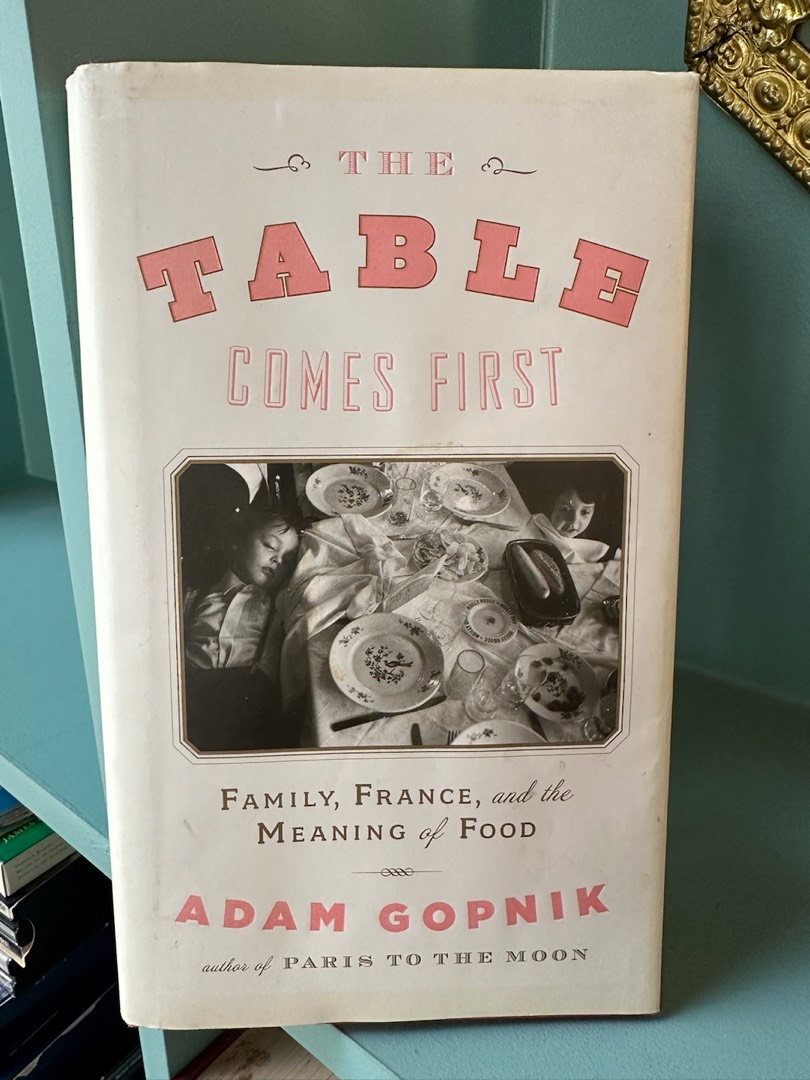 THE
TABLE
COMES FIRST
FAMILY, FRANCE, and the
MEANING of FOOD
ADAM GOPNIK
author of PARIS TO THE MOON